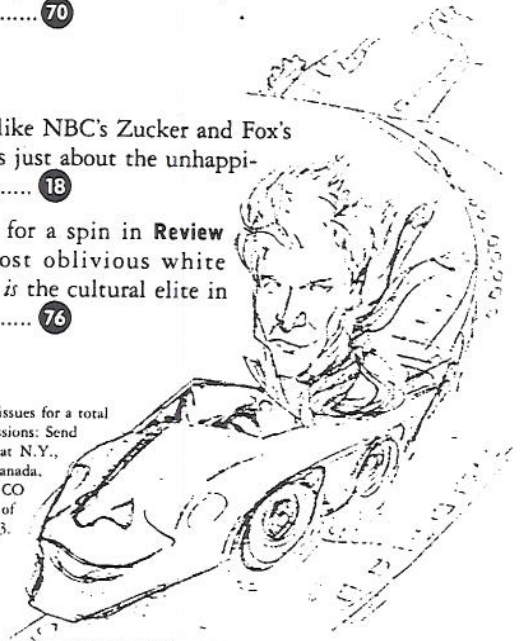 ...... 70
like NBC's Zucker and Fox's
s just about the unhappi-
..... 18
for a spin in Review
ost oblivious white
is the cultural elite in
..... 76
issues for a total
ssions: Send
at N.Y.,
anada,
CO
of
3.